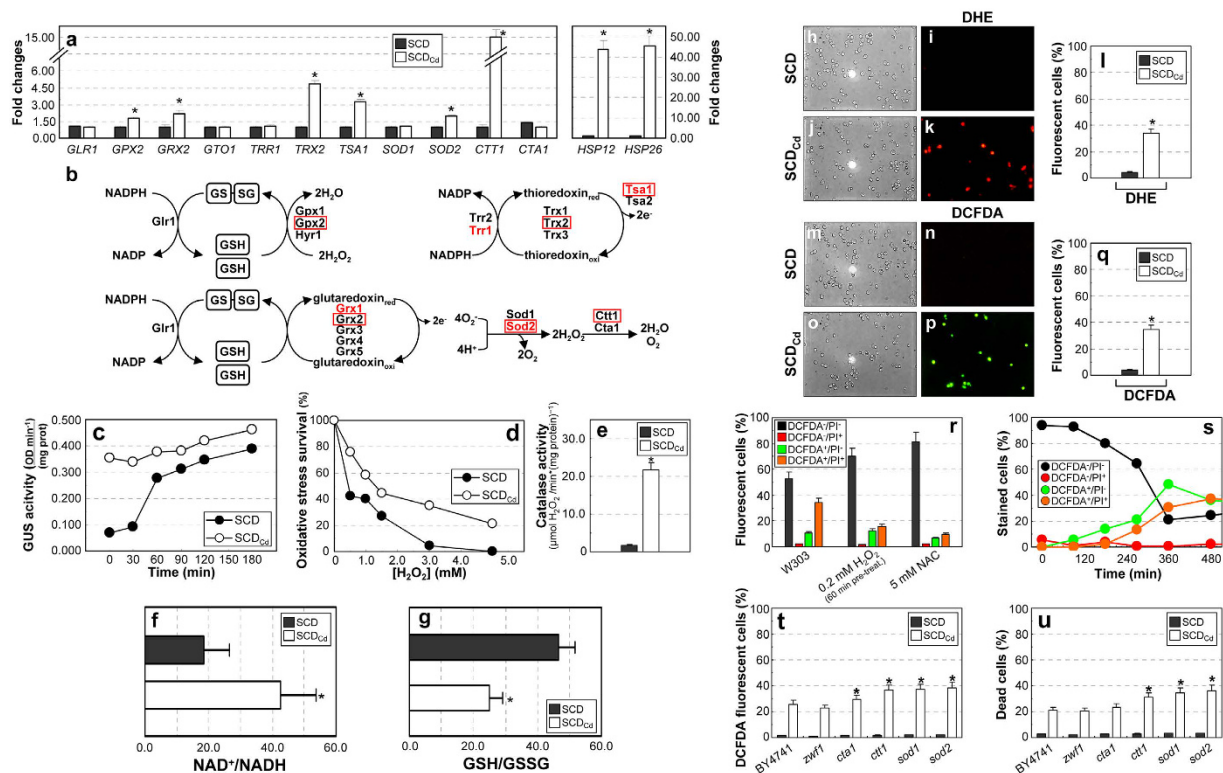 a
SCD
SCDCd
Fold changes
15.00
6.00
4.50
3.00
1.50
0.00
*
*
*
*
*
*
GLR1 GPX2 GRX2 GTO1 TRR1 TRX2 TSA1 SOD1 SOD2 CTT1 CTA1
*
*
50.00
40.00
30.00
20.00
10.00
0.00
Fold changes
HSP12 HSP26
b
NADPH
GS SG
2H2O
Glr1
Gpx1
Gpx2
Hyr1
NADP
GSH
GSH
2H2O2
NADP
thioredoxinred
Tsa1
Tsa2
Trr2
Trr1
Trx1
Trx2
Trx3
2e-
NADPH
thioredoxinoxi
NADPH
GS SG
glutaredoxinred
Glr1
Grx1
Grx2
Grx3
Grx4
Grx5
2e-
NADP
GSH
GSH
glutaredoxinoxi
4O2-
4H+
Sod1
Sod2
2O2
2H2O2
Ctt1
Cta1
2H2O
O2
c
GUS activity (OD min-1 mg prot)
0.500
0.400
0.300
0.200
0.100
0.000
SCD
SCDCd
0 30 60 90 120 180
Time (min)
d
Oxidative stress survival (%)
100
80
60
40
20
0
SCD
SCDCd
0.0 1.0 3.0 5.0
[H2O2] (mM)
e
Catalase activity
(µmol H2O2 /min-1(mg protein)-1)
30.0
15.0
0.0
SCD
SCDCd
*
f
SCD
SCDCd
*
0.0 20.0 40.0 60.0
NAD+/NADH
g
SCD
SCDCd
*
0.0 20.0 40.0 60.0
GSH/GSSG
DHE
SCD
h
i
SCDCd
j
k
DCFDA
SCD
m
n
SCDCd
o
p
l
SCD
SCDCd
Fluorescent cells (%)
100
80
60
40
20
0
*
DHE
q
SCD
SCDCd
Fluorescent cells (%)
100
80
60
40
20
0
*
DCFDA
r
Fluorescent cells (%)
100
80
60
40
20
0
DCFDA-/PI-
DCFDA-/PI+
DCFDA+/PI-
DCFDA+/PI+
W303
0.2 mM H2O2
(60 min pre-treat.)
5 mM NAC
s
Stained cells (%)
100
80
60
40
20
0
DCFDA-/PI-
DCFDA-/PI+
DCFDA+/PI-
DCFDA+/PI+
0 120 240 360 480
Time (min)
t
SCD
SCDCd
DCFDA fluorescent cells (%)
100
80
60
40
20
0
*
*
*
*
BY4741 zwf1 cta1 ctt1 sod1 sod2
u
SCD
SCDCd
Dead cells (%)
100
80
60
40
20
0
*
*
*
BY4741 zwf1 cta1 ctt1 sod1 sod2